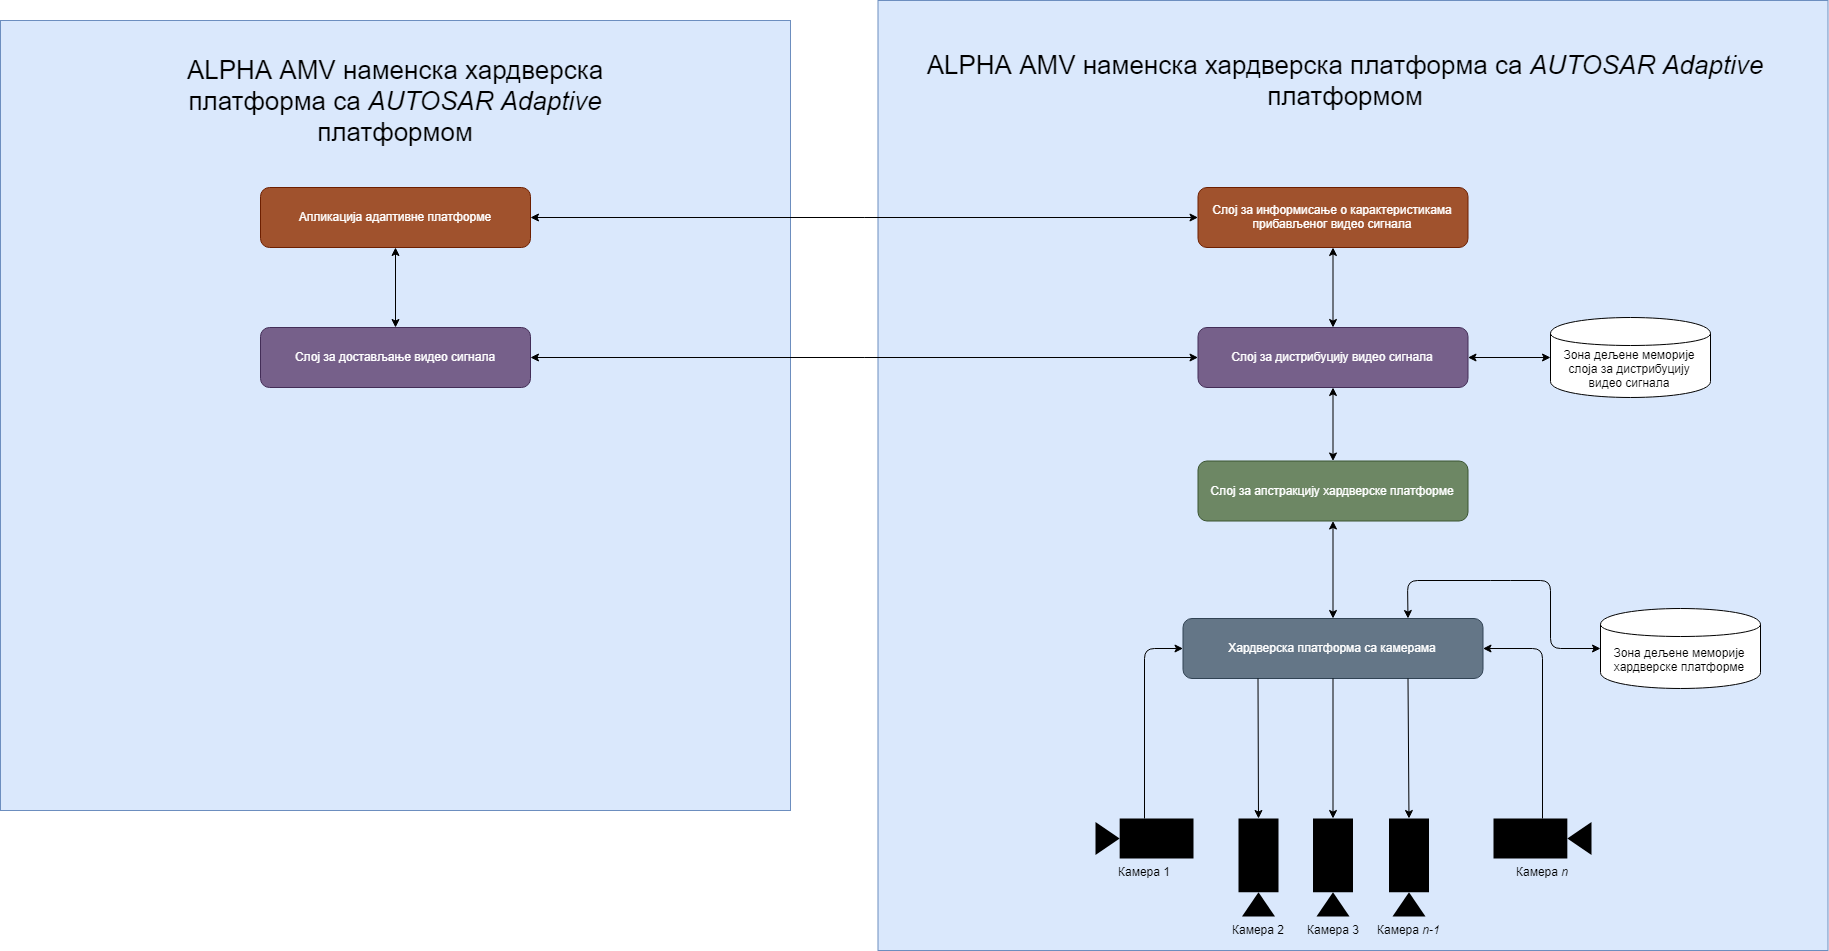 ALPHA AMV наменска хардверска
платформа са AUTOSAR Adaptive
платформом
Апликација адаптивне платформе
Слој за достављање видео сигнала
ALPHA AMV наменска хардверска платформа са AUTOSAR Adaptive
платформом
Слој за информисање о карактеристикама
прибављеног видео сигнала
Слој за дистрибуцију видео сигнала
Зона дељене меморије
слоја за дистрибуцију
видео сигнала
Слој за апстракцију хардверске платформе
Хардверска платформа са камерама
Зона дељене меморије
хардверске платформе
Камера 1
Камера 2
Камера 3
Камера n-1
Камера n